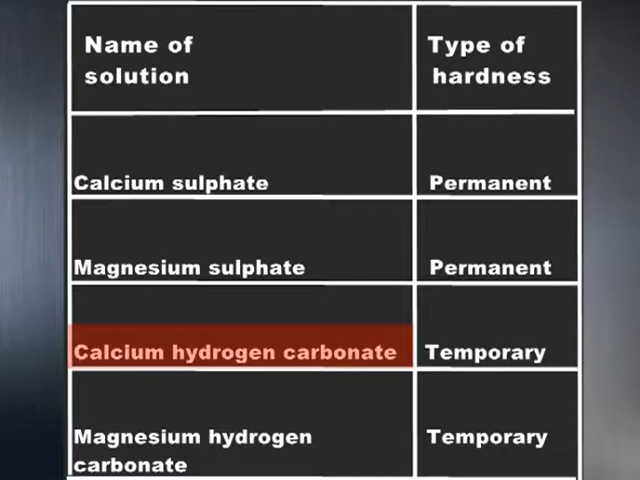 Name of
solution
Type of
hardness
Calcium sulphate
Permanent
Magnesium sulphate
Permanent
Calcium hydrogen carbonate
Temporary
Magnesium hydrogen
carbonate
Temporary